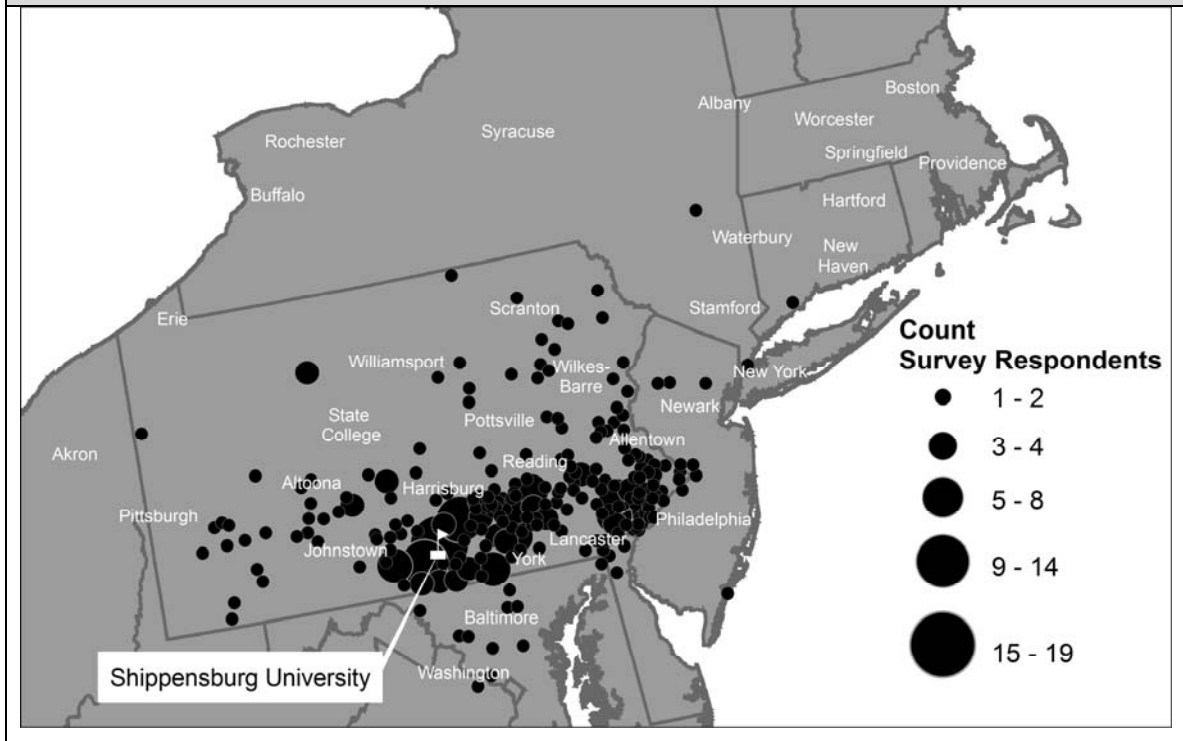 Boston
Albany
Worcester
Syracuse
Rochester
Springfield
Providence
Buffalo
Hartford
Waterbury
New
Haven
Scranton
Stamford
Erie
Count
Survey Respondents
Williamsport
Wilkes-
Barre
New York
1 - 2
Newark
State
College
Pottsville
Allentown
3 - 4
Akron
Reading
Altoona
Harrisburg
5 - 8
Pittsburgh
Philadelphia
Lancaster
Johnstown
York
9 - 14
Baltimore
Washington
15 - 19
Shippensburg University